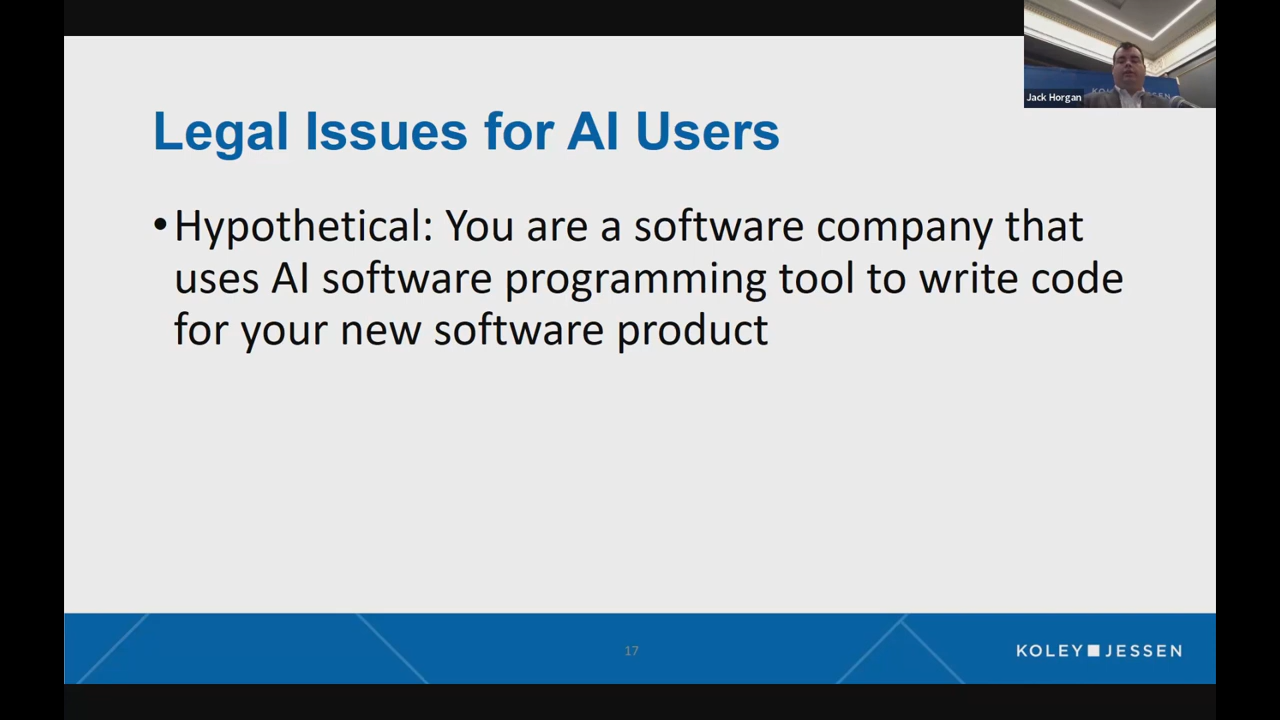 Jack Horgan
Legal Issues for AI Users
•Hypothetical: You are a software company that
uses AI software programming tool to write code
for your new software product
17
KOLEY JESSEN